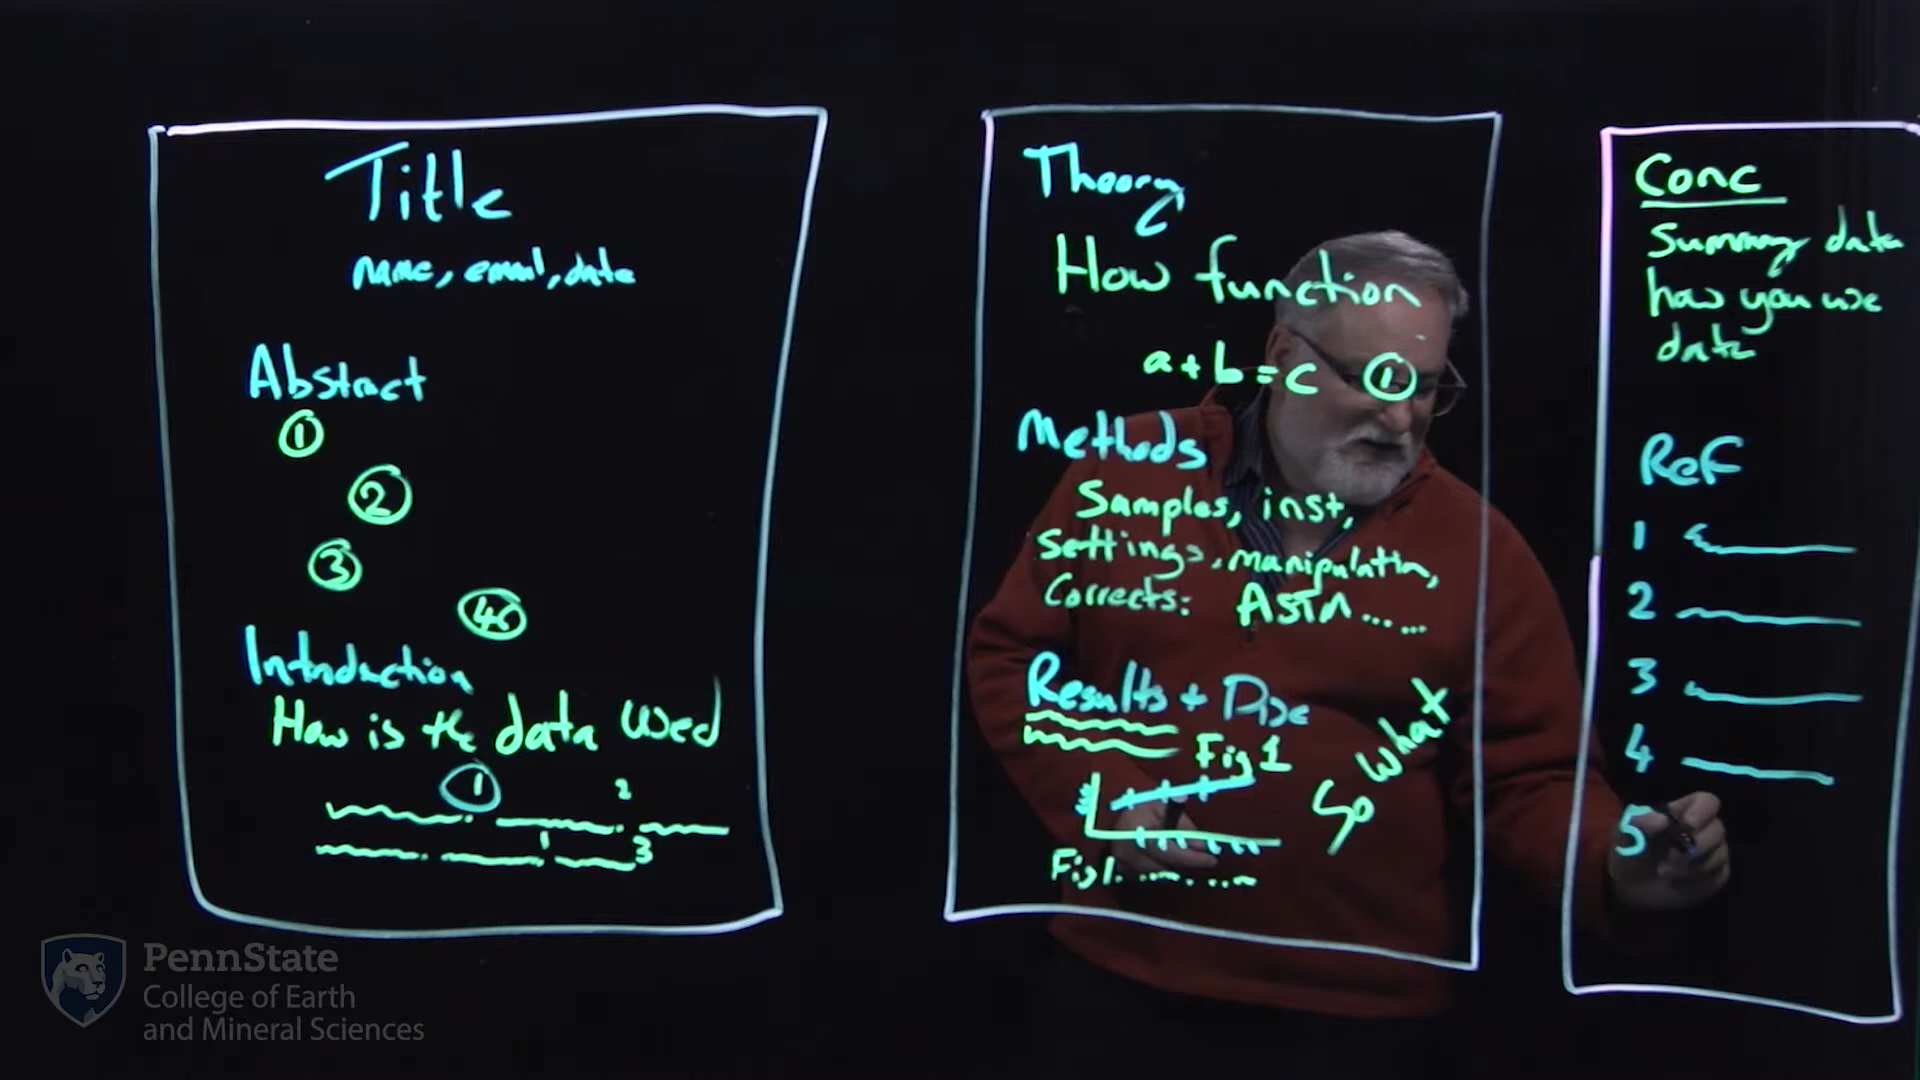 Title
name, email, date
Abstract
1
2
3
46
Introduction
How is the data used
1 2
1 3
Theory
How function
a + b = c 1
Methods
Samples, inst,
Settings, manipulation,
Corrects: ASTM ......
Results + Disc
Fig 1
So what
Fig 1. .... ....
Conc
Summary data
how you use
data
Ref
1
2
3
4
5
PennState
College of Earth
and Mineral Sciences